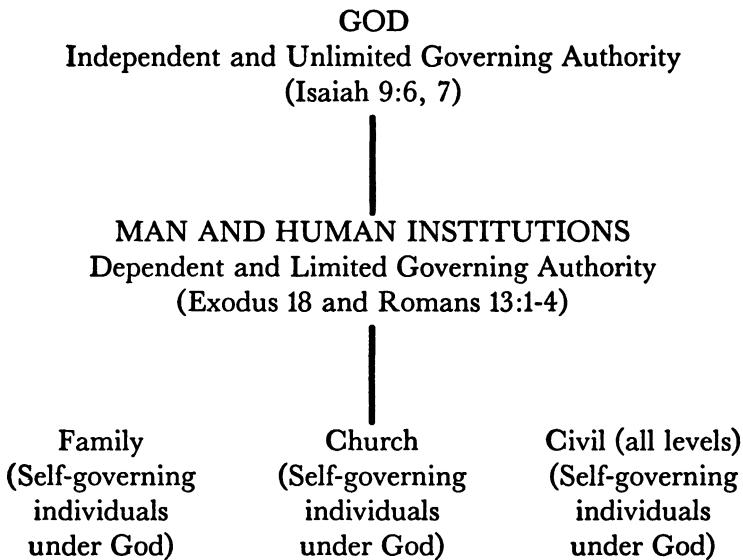 GOD
Independent and Unlimited Governing Authority
(Isaiah 9:6, 7)
MAN AND HUMAN INSTITUTIONS
Dependent and Limited Governing Authority
(Exodus 18 and Romans 13:1-4)
Family
(Self-governing
individuals
under God)
Church
(Self-governing
individuals
under God)
Civil (all levels)
(Self-governing
individuals
under God)